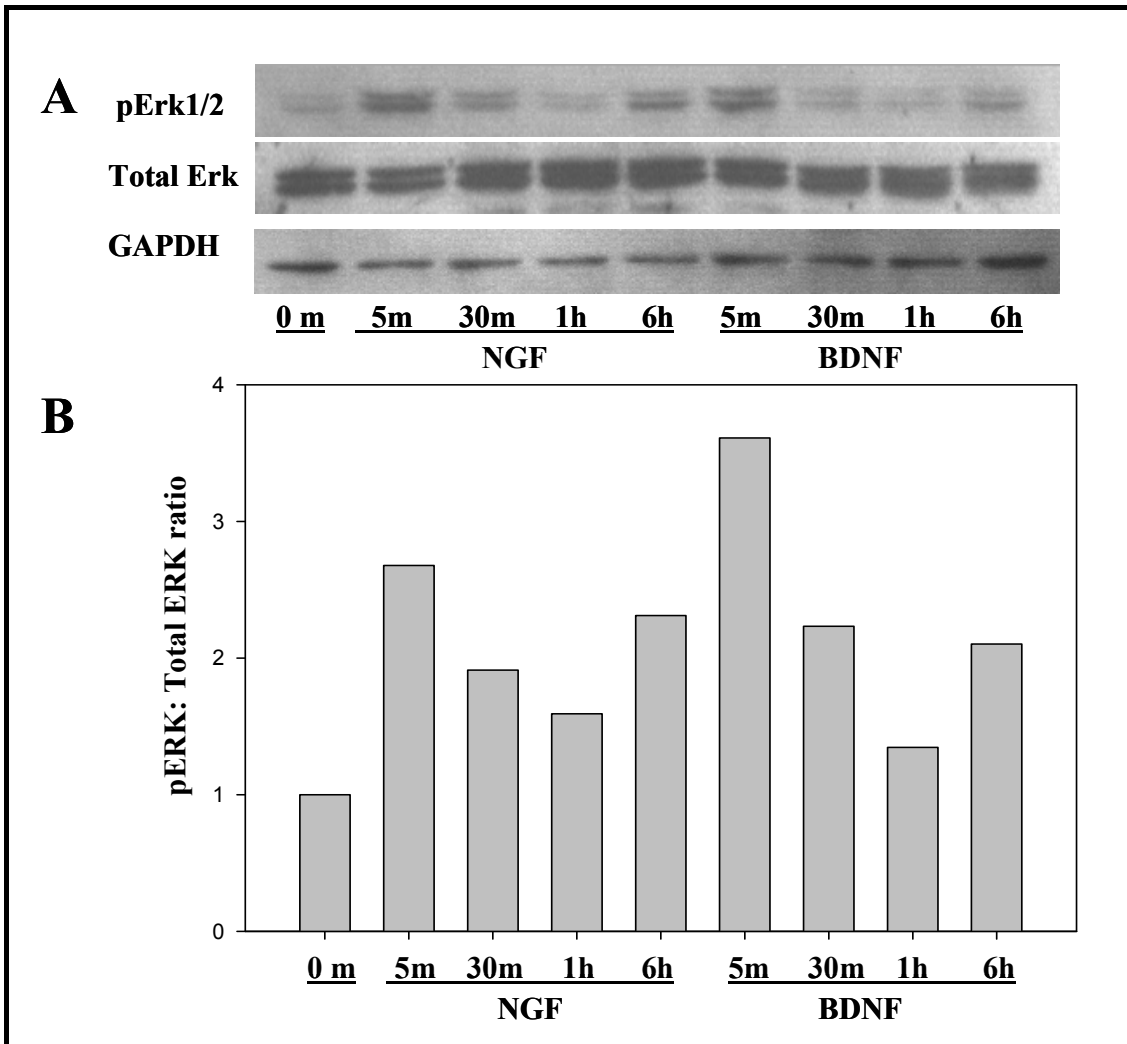 A
pErk1/2
Total Erk
GAPDH
0 m 5m 30m 1h 6h 5m 30m 1h 6h
NGF BDNF
B
pERK: Total ERK ratio
4
3
2
1
0
0 m 5m 30m 1h 6h 5m 30m 1h 6h
NGF BDNF